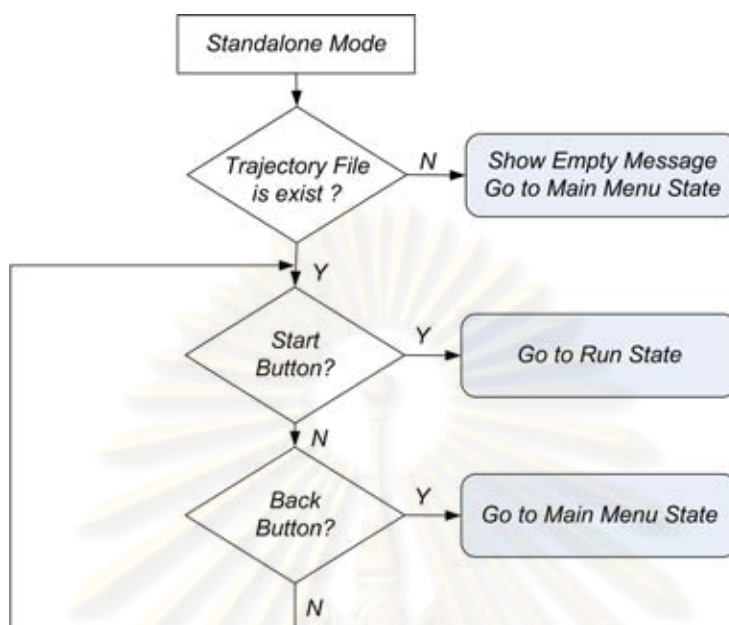 Standalone Mode
Trajectory File
is exist ?
N
Show Empty Message
Go to Main Menu State
Y
Start
Button?
Y
Go to Run State
N
Back
Button?
Y
Go to Main Menu State
N